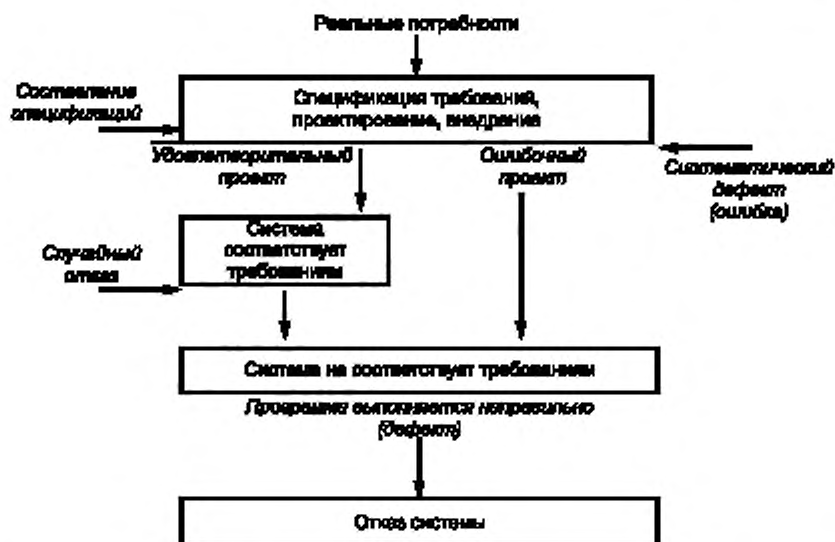 Реальные потребности
Составление
спецификаций
Спецификация требований,
проектирование, внедрение
Удовлетворительный
проект
Ошибочный
проект
Систематический
дефект
(ошибка)
Случайный
отказ
Система
соответствует
требованиям
Система не соответствует требованиям
Программа выполняется неправильно
(дефект)
Отказ системы